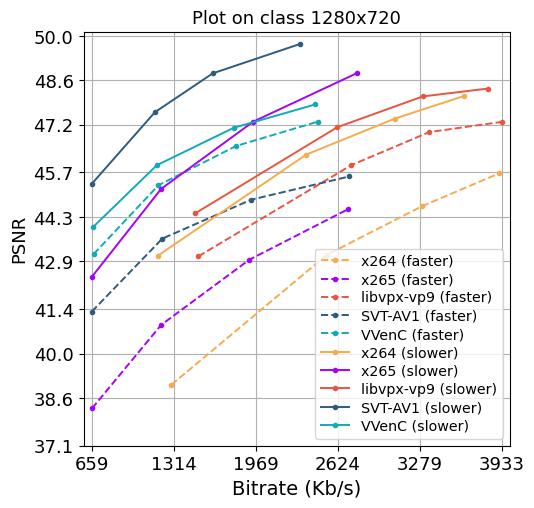 Plot on class 1280x720
50.0
48.6
47.2
45.7
44.3
42.9
41.4
40.0
38.6
37.1
PSNR
x264 (faster)
x265 (faster)
libvpx-vp9 (faster)
SVT-AV1 (faster)
VVenC (faster)
x264 (slower)
x265 (slower)
libvpx-vp9 (slower)
SVT-AV1 (slower)
VVenC (slower)
659 1314 1969 2624 3279 3933
Bitrate (Kb/s)